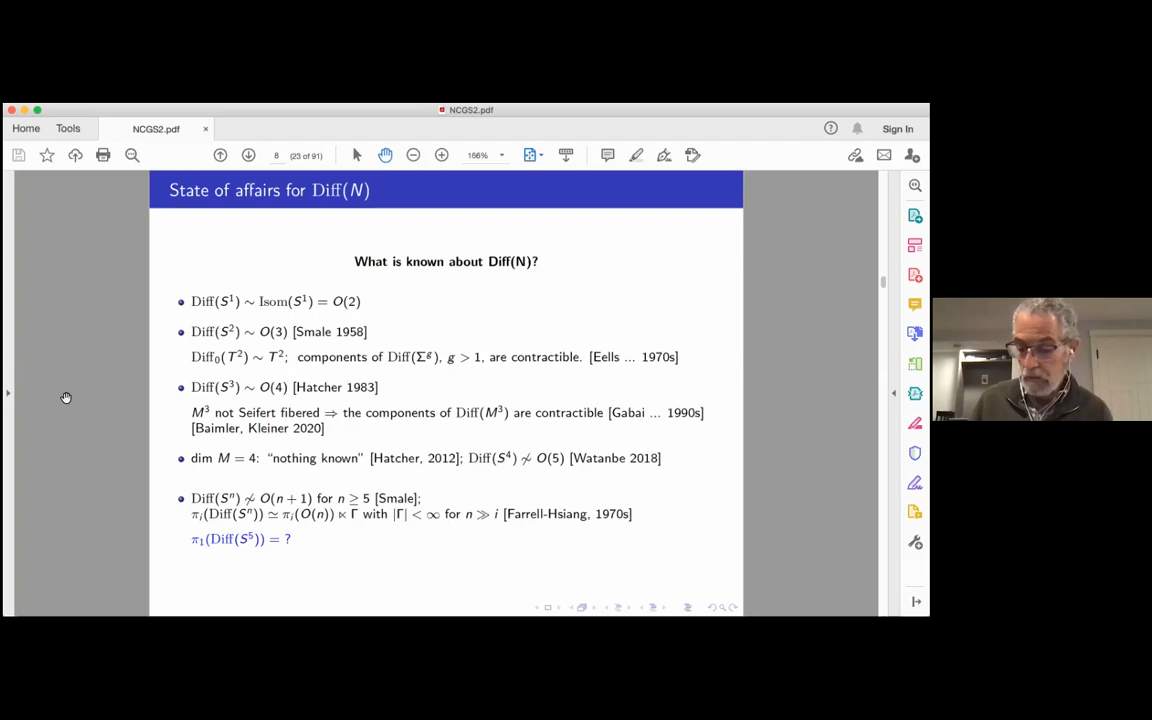 NCGS2.pdf
Home
Tools
NCGS2.pdf
×
Sign In
8
(23 of 91)
166%
State of affairs for Diff(N)
What is known about Diff(N)?
• Diff(S¹) ∼ Isom(S¹) = O(2)
• Diff(S²) ∼ O(3) [Smale 1958]
Diff₀(T²) ∼ T²; components of Diff(Σᵍ), g > 1, are contractible. [Eells ... 1970s]
• Diff(S³) ∼ O(4) [Hatcher 1983]
M³ not Seifert fibered ⇒ the components of Diff(M³) are contractible [Gabai ... 1990s]
[Baimler, Kleiner 2020]
• dim M = 4: “nothing known” [Hatcher, 2012]; Diff(S⁴) ≁ O(5) [Watanbe 2018]
• Diff(Sⁿ) ≁ O(n + 1) for n ≥ 5 [Smale];
πᵢ(Diff(Sⁿ)) ≃ πᵢ(O(n)) ⋉ Γ with |Γ| < ∞ for n ≫ i [Farrell-Hsiang, 1970s]
π₁(Diff(S⁵)) = ?